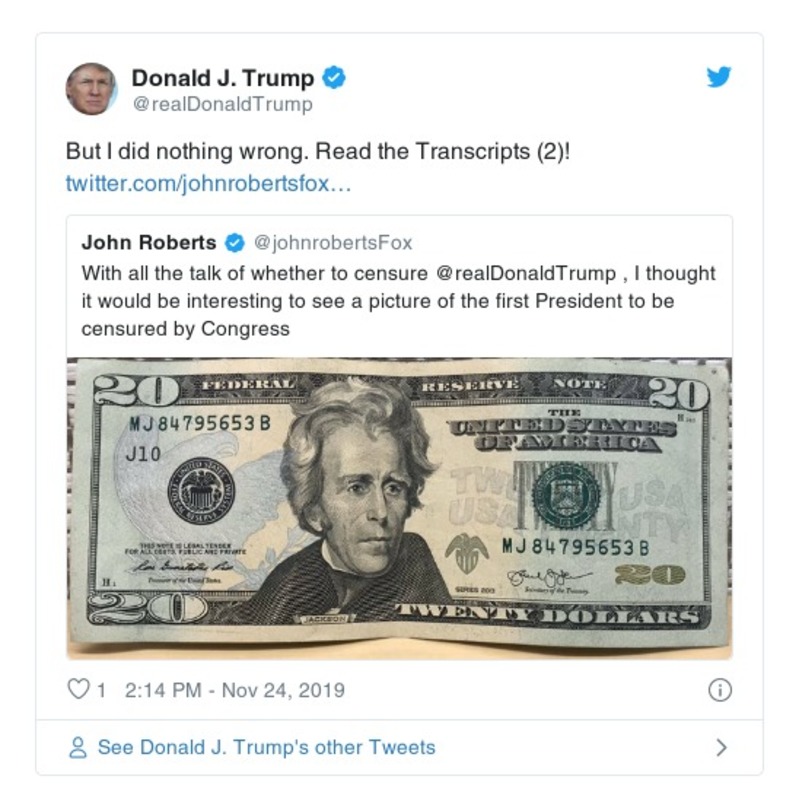 Donald J. Trump
@realDonaldTrump
But I did nothing wrong. Read the Transcripts (2)!
twitter.com/johnrobertsfox…
John Roberts @johnrobertsFox
With all the talk of whether to censure @realDonaldTrump , I thought
it would be interesting to see a picture of the first President to be
censured by Congress
20 FEDERAL RESERVE NOTE 20
MJ 84795653 B
J10
THE
UNITED STATES
OF AMERICA
TWENTY
USA
THIS NOTE IS LEGAL TENDER
FOR ALL DEBTS, PUBLIC AND PRIVATE
Treasurer of the United States
MJ 84795653 B
SERIES 2013
Secretary of the Treasury
20
20 JACKSON TWENTY DOLLARS
1 2:14 PM - Nov 24, 2019
See Donald J. Trump's other Tweets